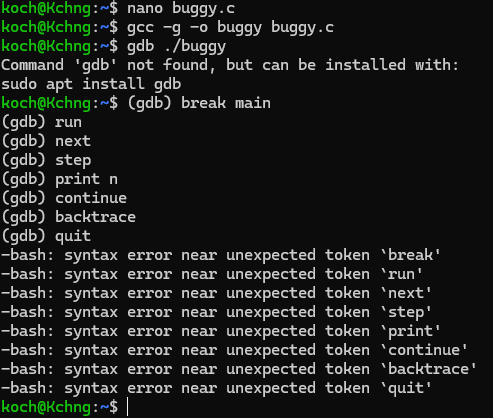 koch@Kchng:~$ nano buggy.c
koch@Kchng:~$ gcc -g -o buggy buggy.c
koch@Kchng:~$ gdb ./buggy
Command 'gdb' not found, but can be installed with:
sudo apt install gdb
koch@Kchng:~$ (gdb) break main
(gdb) run
(gdb) next
(gdb) step
(gdb) print n
(gdb) continue
(gdb) backtrace
(gdb) quit
-bash: syntax error near unexpected token `break'
-bash: syntax error near unexpected token `run'
-bash: syntax error near unexpected token `next'
-bash: syntax error near unexpected token `step'
-bash: syntax error near unexpected token `print'
-bash: syntax error near unexpected token `continue'
-bash: syntax error near unexpected token `backtrace'
-bash: syntax error near unexpected token `quit'
koch@Kchng:~$